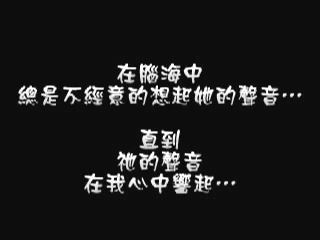 在腦海中
總是不經意的想起她的聲音…
直到
祂的聲音
在我心中響起…